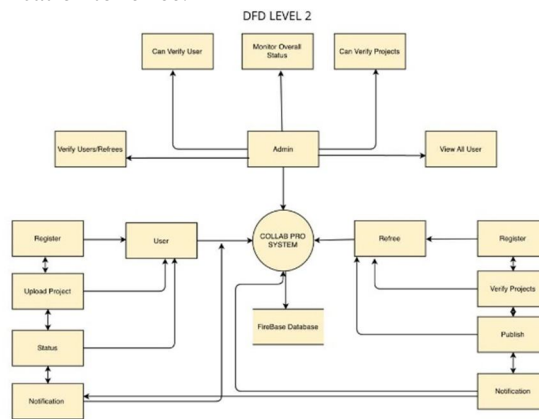 DFD LEVEL 2
Can Verify User
Monitor Overall
Status
Can Verify Projects
Verify Users/Refrees
Admin
View All User
Register
User
COLLAB PRO
SYSTEM
Refree
Register
Upload Project
Verify Projects
Status
FireBase Database
Publish
Notification
Notification